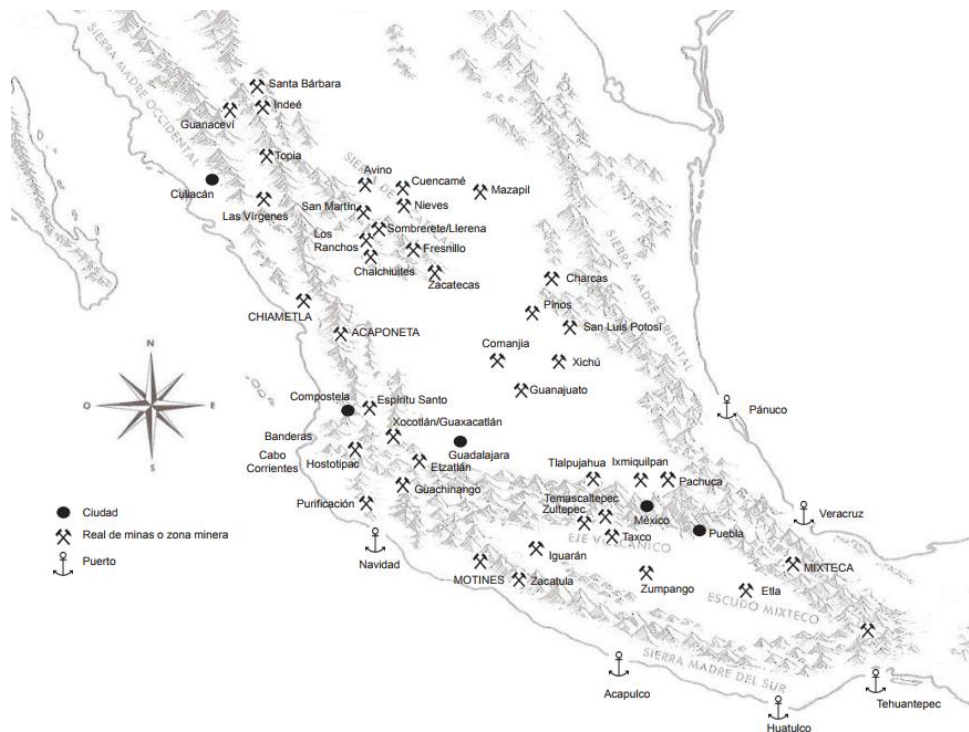 SIERRA MADRE OCCIDENTAL
Santa Bárbara
Indeé
Guanaceví
Topia
Culiacán
Las Vírgenes
Avino
Cuencamé
Mazapil
San Martín
Nieves
Sombrerete/Llerena
Los
Ranchos
Fresnillo
Chalchiuites
Zacatecas
SIERRA MADRE ORIENTAL
Charcas
CHIAMETLA
Pinos
San Luis Potosí
ACAPONETA
Comanjia
Xichú
Guanajuato
N
O
E
S
Compostela
Espíritu Santo
Pánuco
Xocotlán/Guaxacatlán
Banderas
Cabo
Corrientes
Hostotipac
Guadalajara
Etzatlán
Tlalpujahua
Ixmiquilpan
Pachuca
Guachinango
Purificación
Temascaltepec
Zultepec
México
Veracruz
Puebla
Taxco
EJE VOLCÁNICO
Navidad
Iguarán
MOTINES
Zacatula
Zumpango
Etla
MIXTECA
ESCUDO MIXTECO
SIERRA MADRE DEL SUR
Acapulco
Huatulco
Tehuantepec
Ciudad
Real de minas o zona minera
Puerto